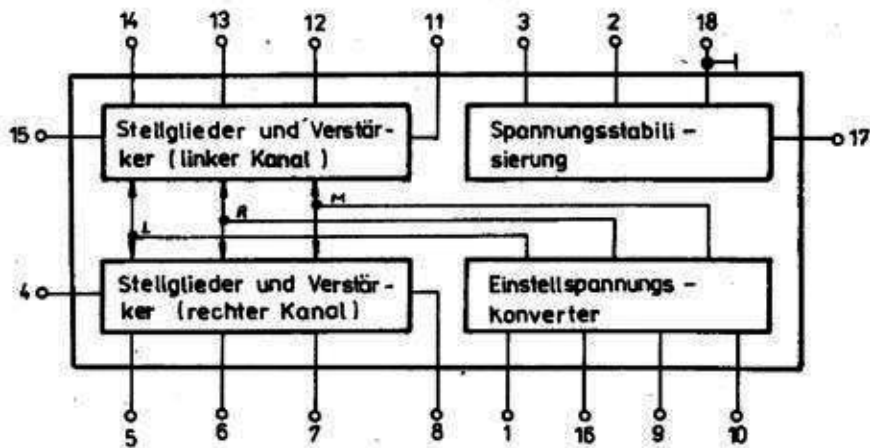 14 13 12 11 3 2 18
15 Stellglieder und Verstär-
ker (linker Kanal)
Spannungsstabili-
sierung 17
L R M
4 Stellglieder und Verstär-
ker (rechter Kanal)
Einstellspannungs-
konverter
5 6 7 8 1 16 9 10